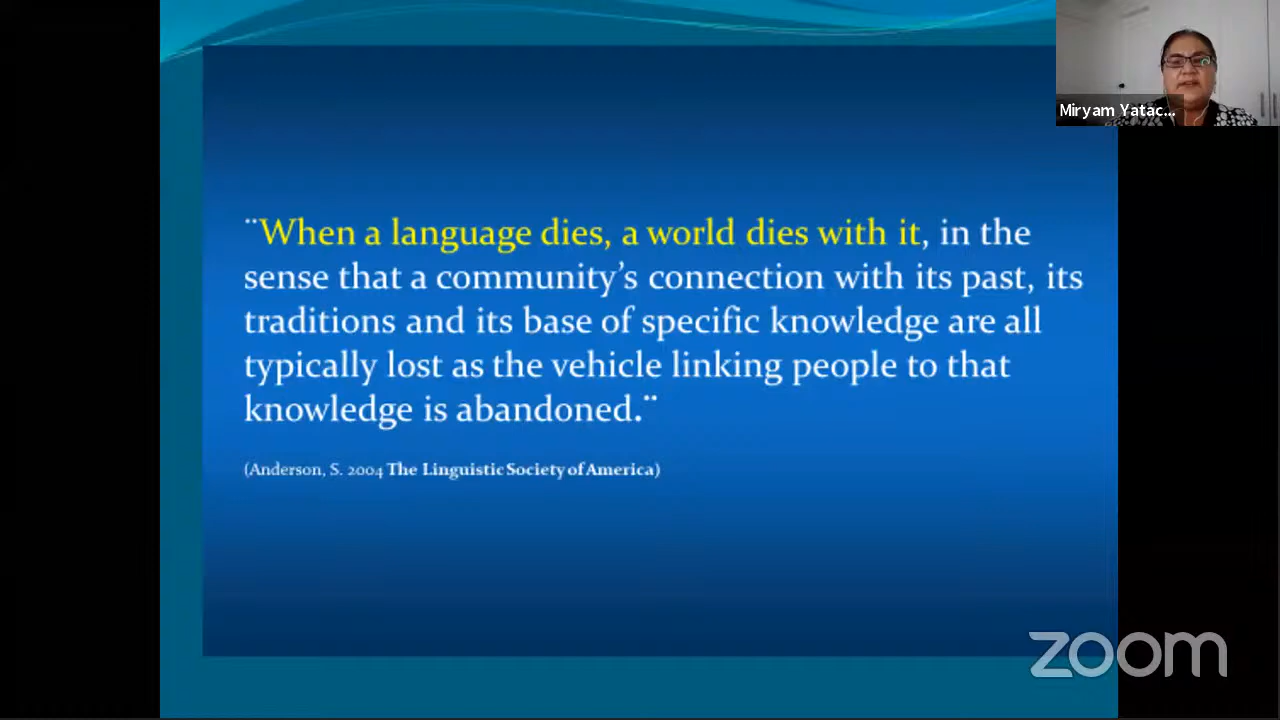 Miryam Yatac...
¨When a language dies, a world dies with it, in the
sense that a community’s connection with its past, its
traditions and its base of specific knowledge are all
typically lost as the vehicle linking people to that
knowledge is abandoned.¨
(Anderson, S. 2004 The Linguistic Society of America)
zoom